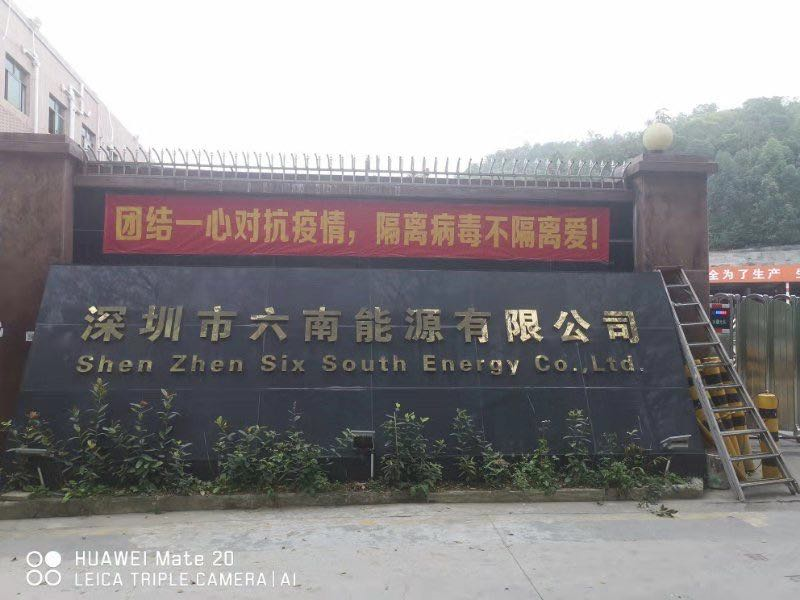 团结一心对抗疫情，隔离病毒不隔离爱！
全为了生产
深圳市六南能源有限公司
Shen Zhen Six South Energy Co.,Ltd.
HUAWEI Mate 20
LEICA TRIPLE CAMERA | AI